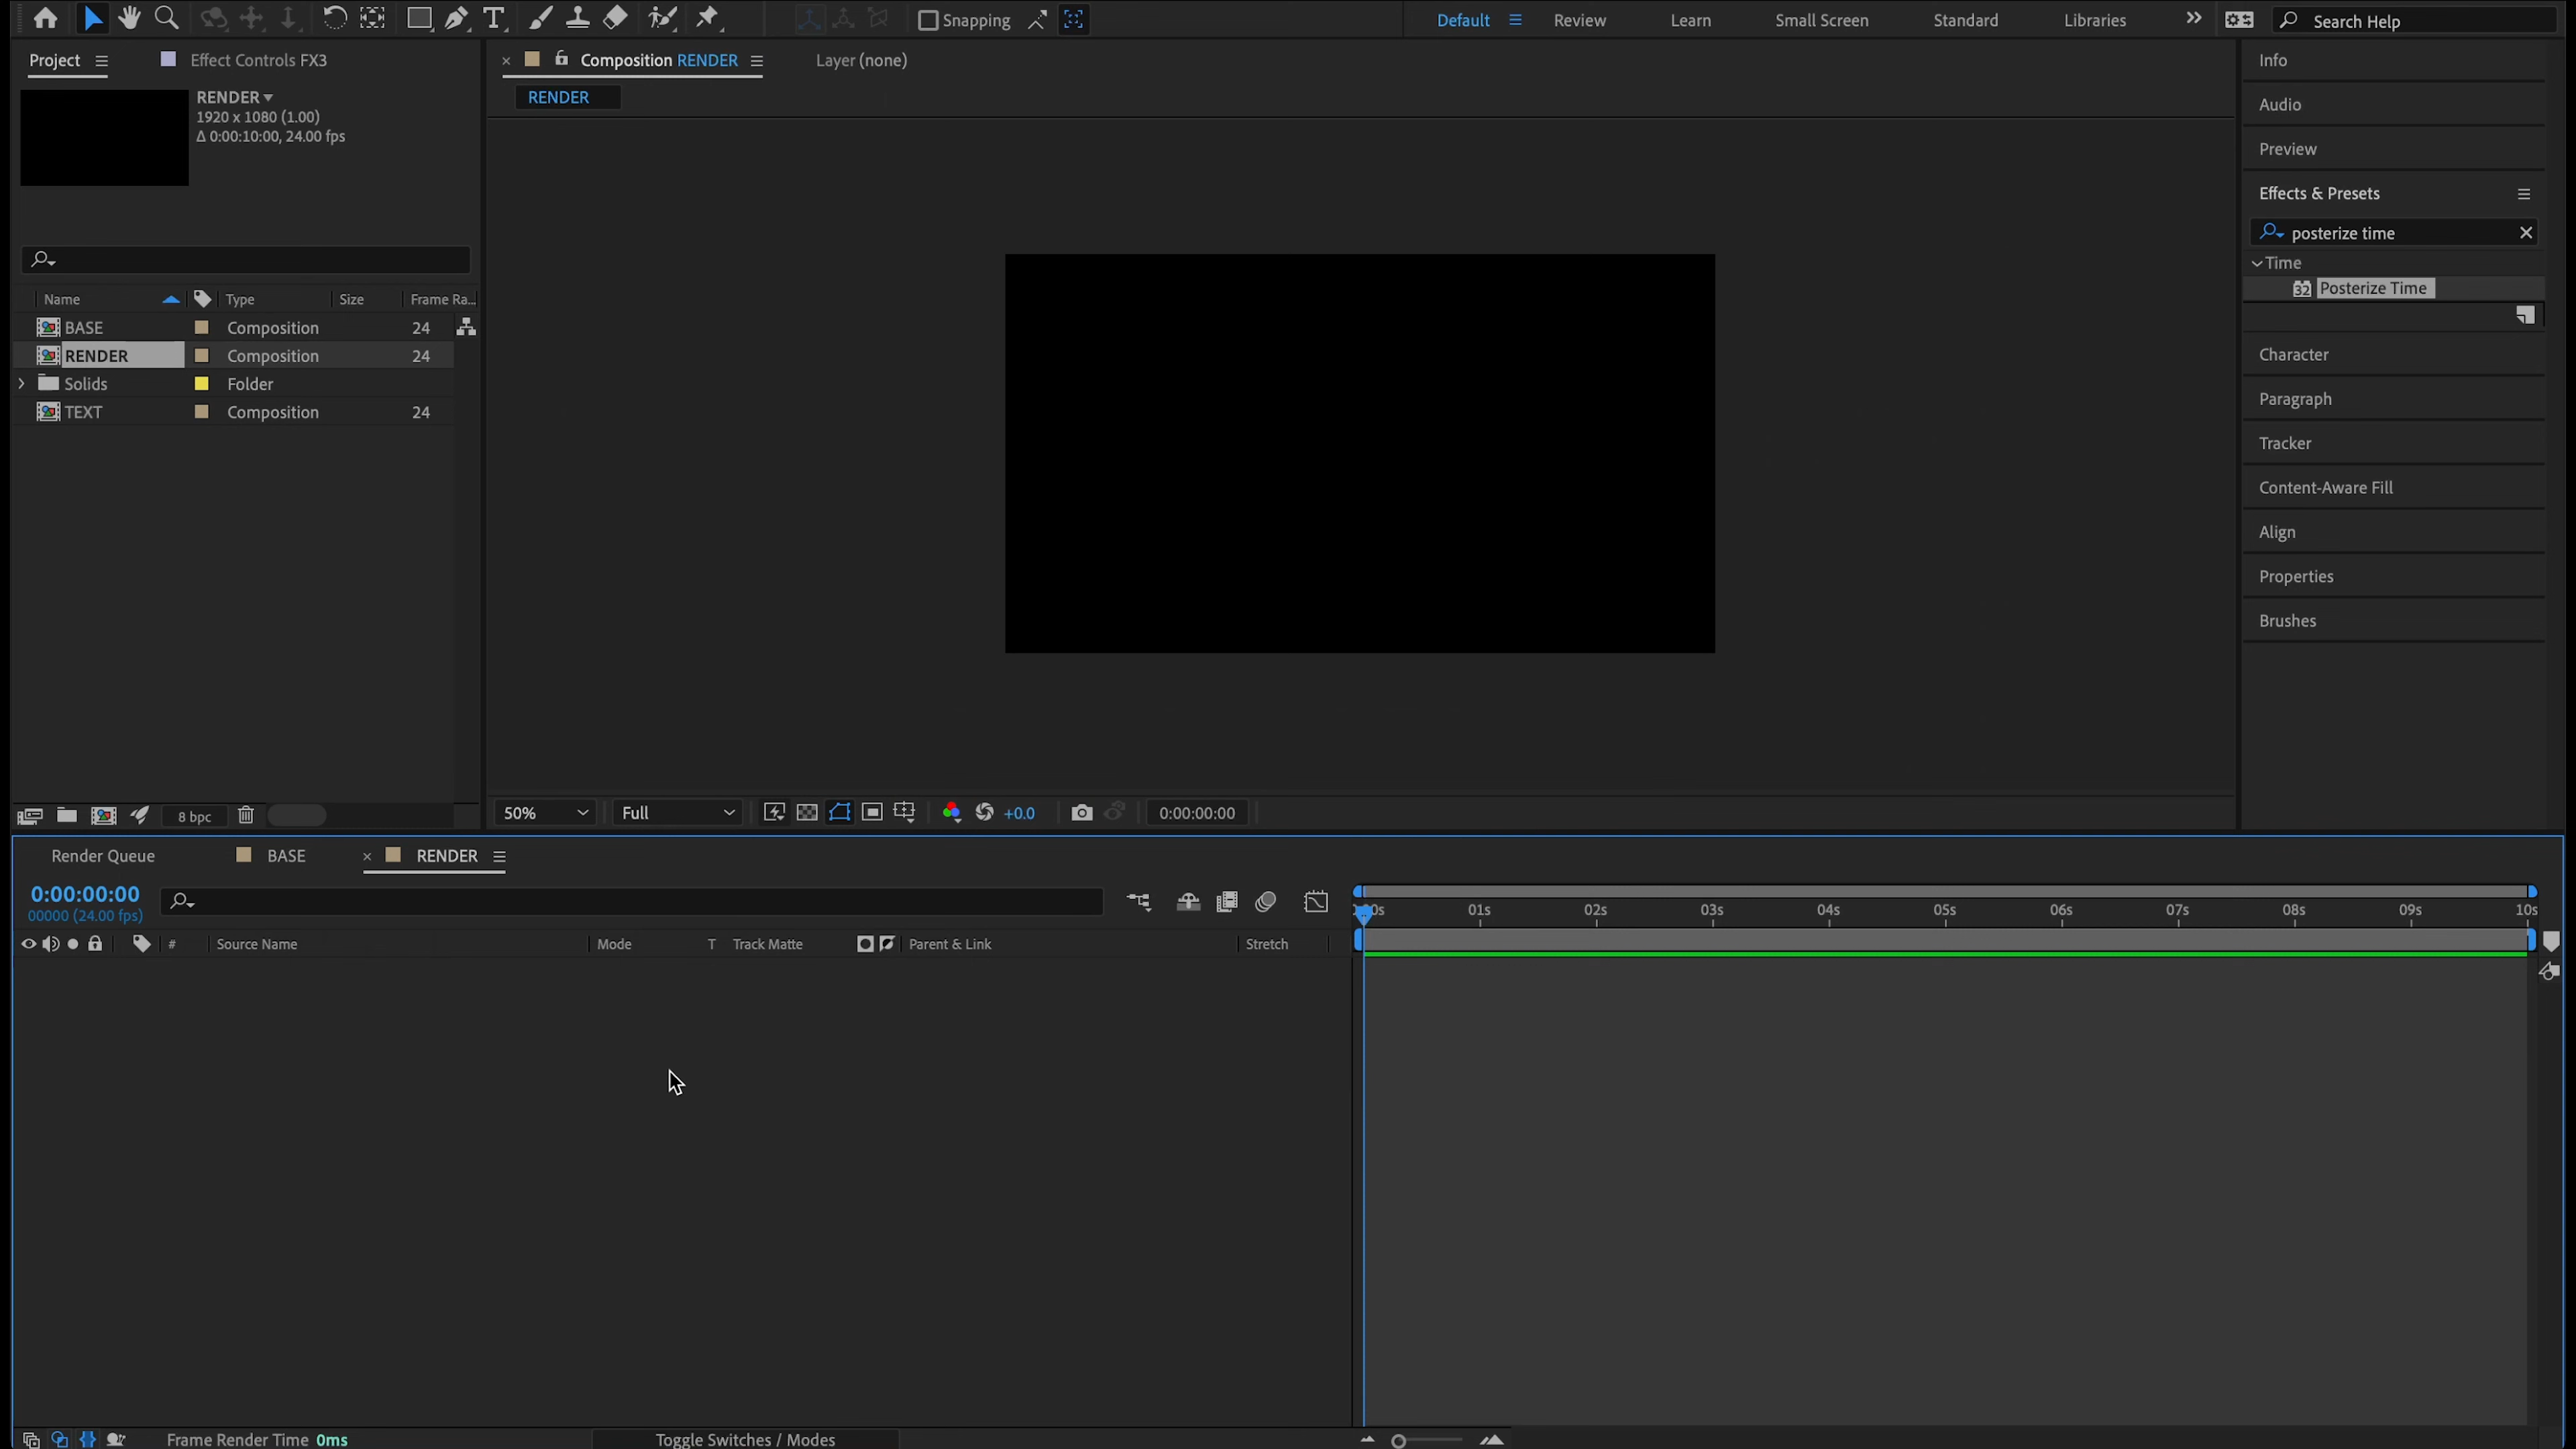 Snapping
Default
Review
Learn
Small Screen
Standard
Libraries
Search Help
Project
Effect Controls FX3
Composition RENDER
Layer (none)
RENDER
1920 x 1080 (1.00)
Δ 0:00:10:00, 24.00 fps
RENDER
Name
Type
Size
Frame Ra...
BASE
Composition
24
RENDER
Composition
24
Solids
Folder
TEXT
Composition
24
8 bpc
50%
Full
+0.0
0:00:00:00
Info
Audio
Preview
Effects & Presets
posterize time
Time
32
Posterize Time
Character
Paragraph
Tracker
Content-Aware Fill
Align
Properties
Brushes
Render Queue
BASE
RENDER
0:00:00:00
00000 (24.00 fps)
#
Source Name
Mode
T
Track Matte
Parent & Link
Stretch
01s
02s
03s
04s
05s
06s
07s
08s
09s
10s
Frame Render Time 0ms
Toggle Switches / Modes